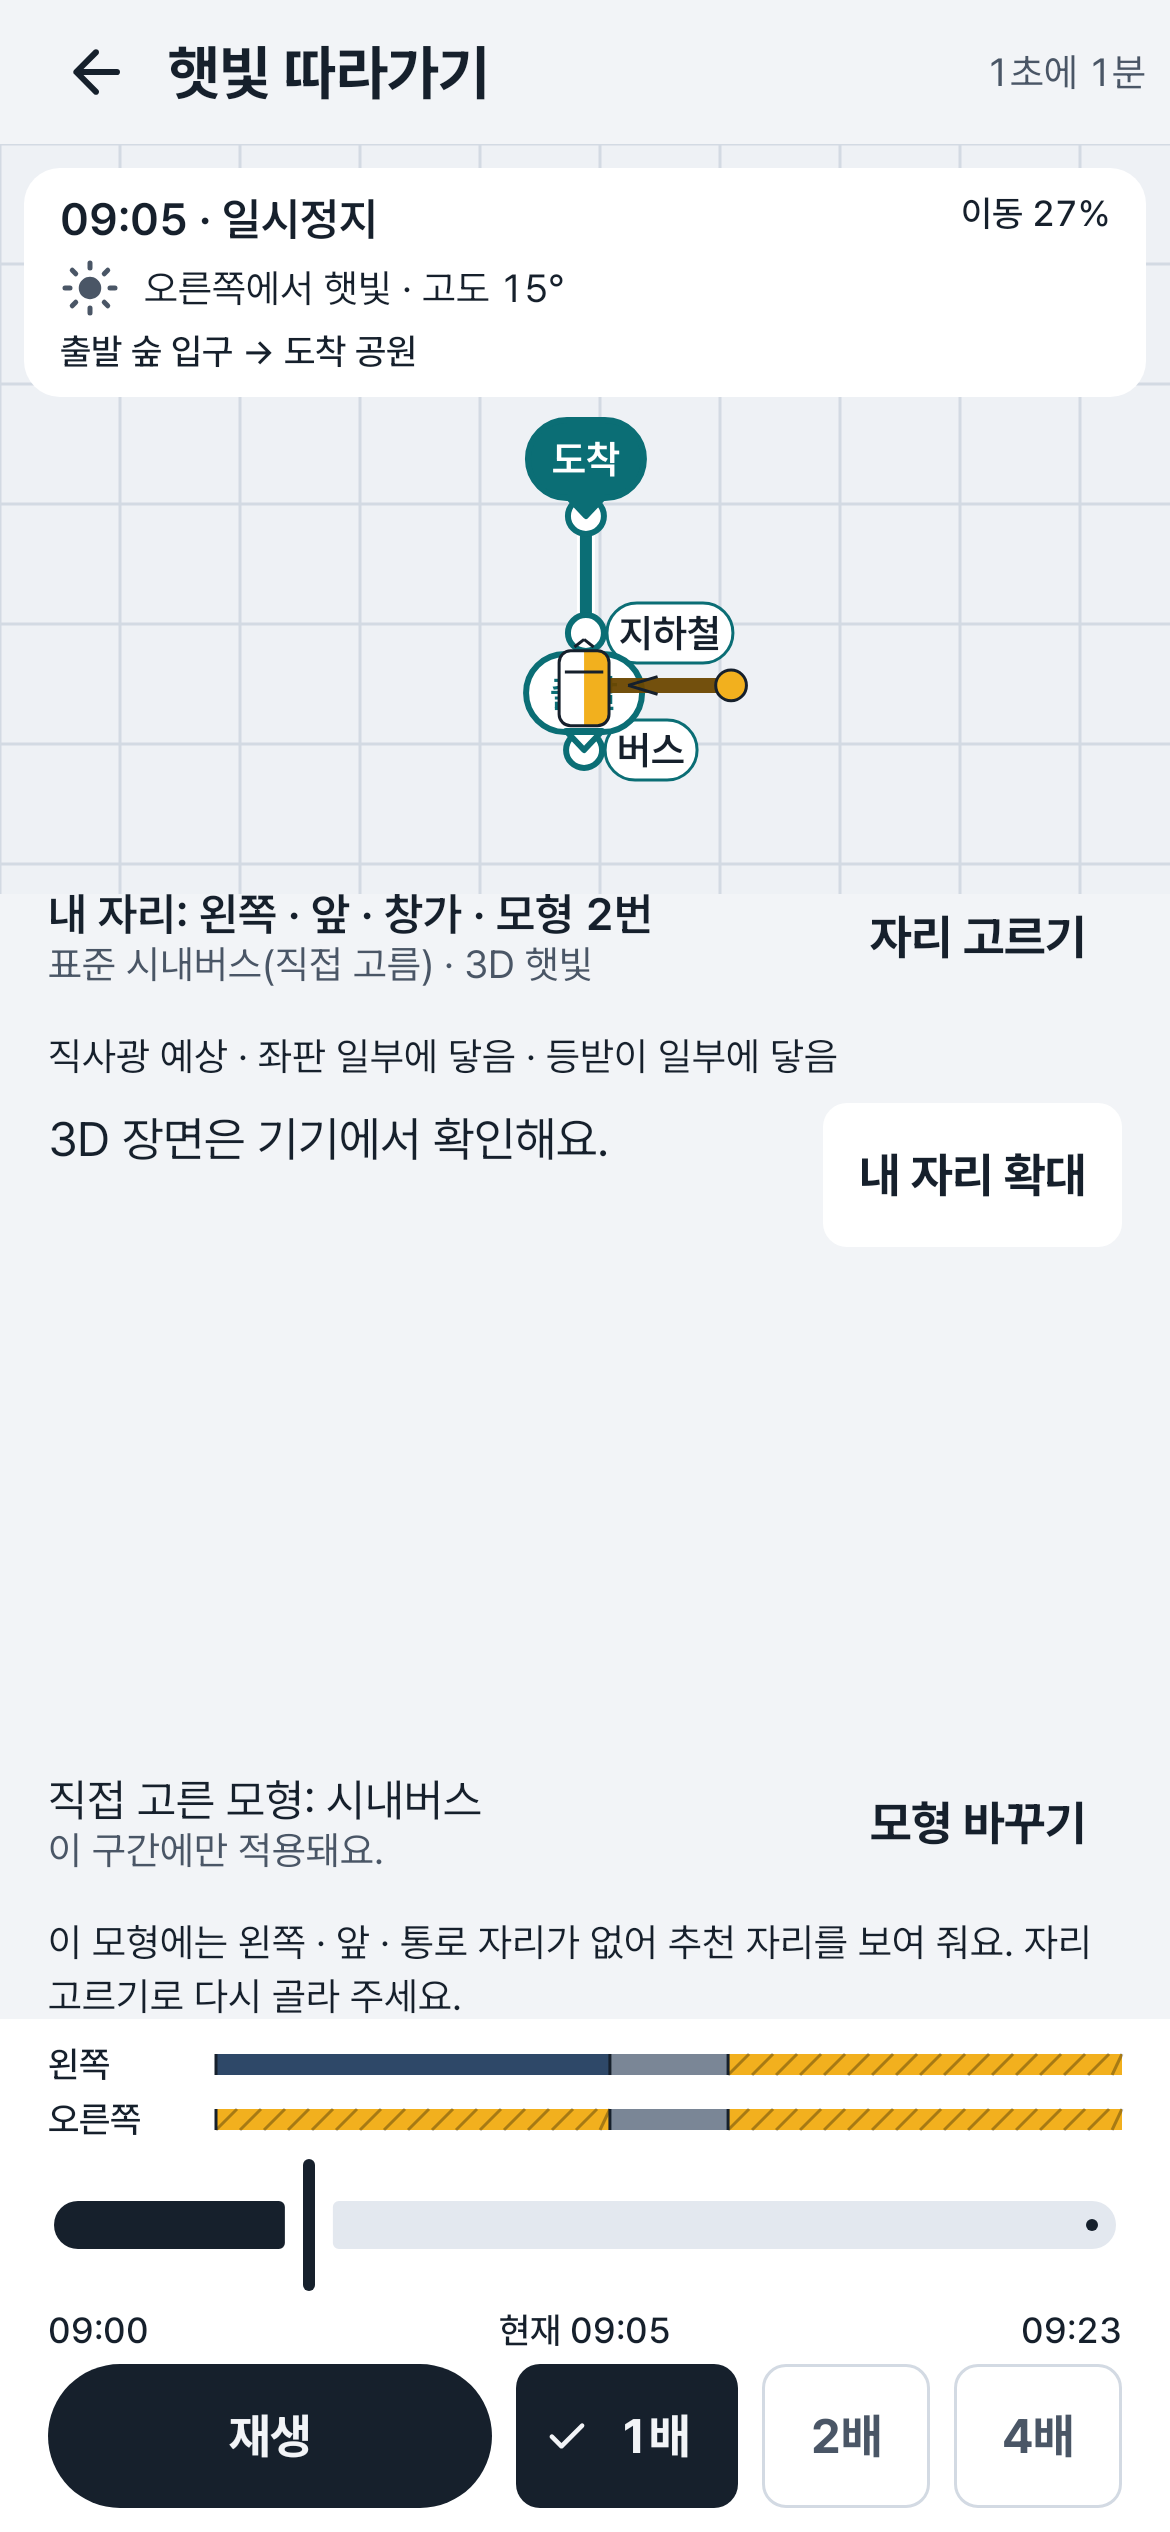 햇빛 따라가기
1초에 1분
09:05 · 일시정지
이동 27%
오른쪽에서 햇빛 · 고도 15°
출발 숲 입구 → 도착 공원
도착
지하철
버스
내 자리: 왼쪽 · 앞 · 창가 · 모형 2번
자리 고르기
표준 시내버스(직접 고름) · 3D 햇빛
직사광 예상 · 좌판 일부에 닿음 · 등받이 일부에 닿음
3D 장면은 기기에서 확인해요.
내 자리 확대
직접 고른 모형: 시내버스
모형 바꾸기
이 구간에만 적용돼요.
이 모형에는 왼쪽 · 앞 · 통로 자리가 없어 추천 자리를 보여 줘요. 자리
고르기로 다시 골라 주세요.
왼쪽
오른쪽
09:00
현재 09:05
09:23
재생
1배
2배
4배